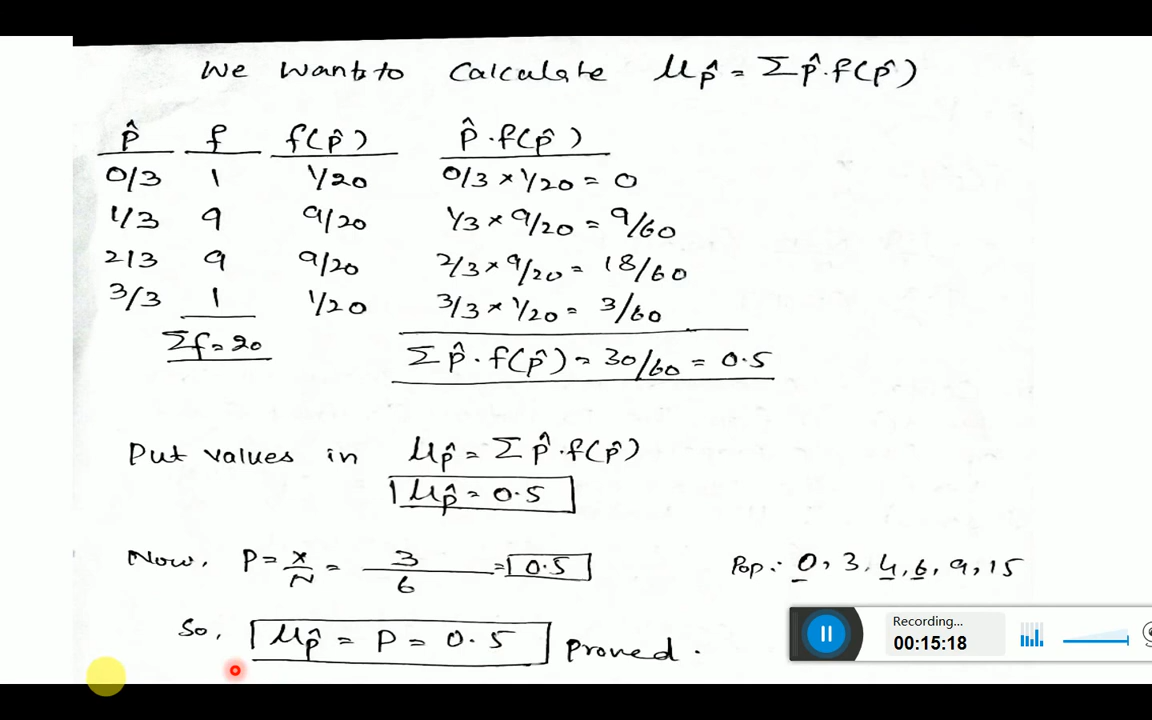 We Wants to Calculate μp̂ = Σp̂.f(p̂)
p̂ f f(p̂) p̂.f(p̂)
0/3 1 1/20 0/3 × 1/20 = 0
1/3 9 9/20 1/3 × 9/20 = 9/60
2/3 9 9/20 2/3 × 9/20 = 18/60
3/3 1 1/20 3/3 × 1/20 = 3/60
Σf = 20 Σp̂.f(p̂) = 30/60 = 0.5
Put values in μp̂ = Σp̂.f(p̂)
μp̂ = 0.5
Now, P = x/N = 3/6 = 0.5 Pop:- 0, 3, 4, 6, 9, 15
So, μp̂ = P = 0.5 Proved.
Recording...
00:15:18